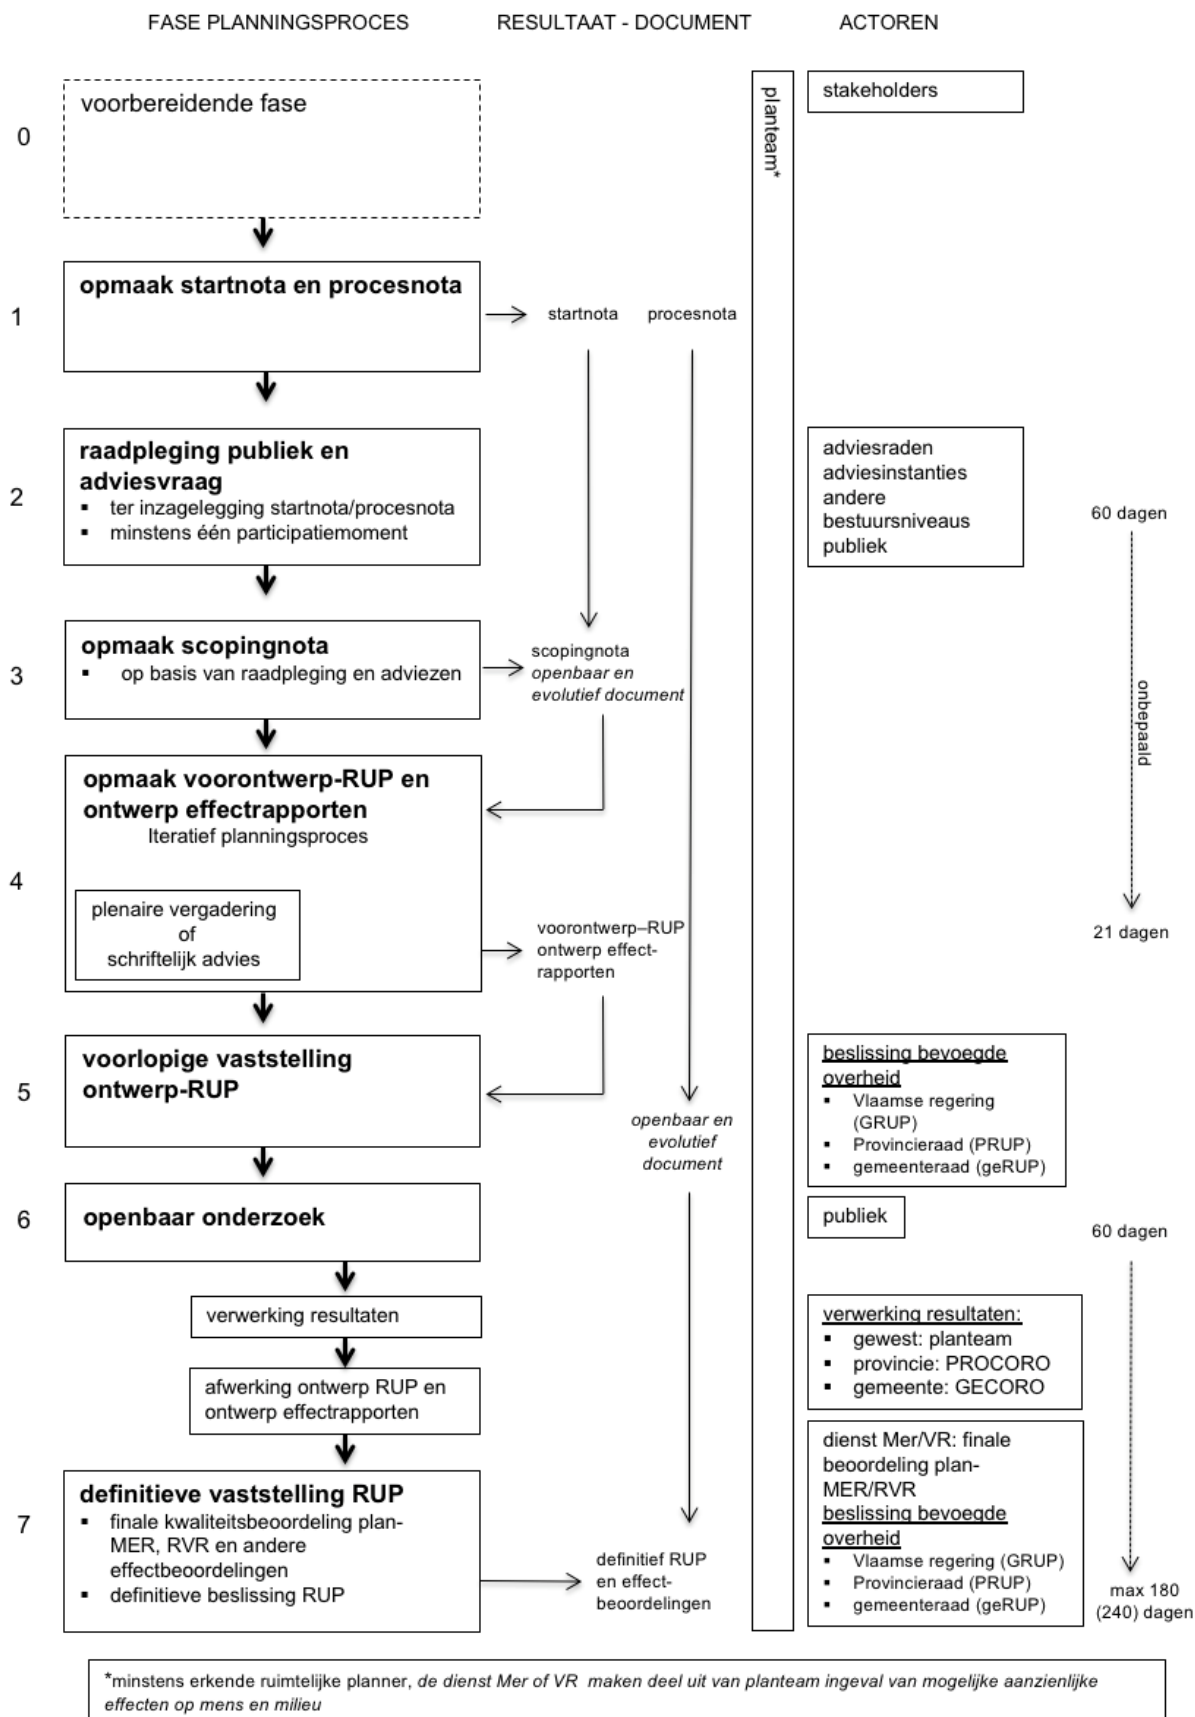 FASE PLANNINGSPROCES
RESULTAAT - DOCUMENT
ACTOREN
planteam*
0
voorbereidende fase
stakeholders
1
opmaak startnota en procesnota
startnota
procesnota
2
raadpleging publiek en
adviesvraag
▪ ter inzagelegging startnota/procesnota
▪ minstens één participatiemoment
adviesraden
adviesinstanties
andere
bestuursniveaus
publiek
60 dagen
onbepaald
3
opmaak scopingnota
▪ op basis van raadpleging en adviezen
scopingnota
openbaar en
evolutief document
4
opmaak voorontwerp-RUP en
ontwerp effectrapporten
Iteratief planningsproces
plenaire vergadering
of
schriftelijk advies
voorontwerp–RUP
ontwerp effect-
rapporten
21 dagen
5
voorlopige vaststelling
ontwerp-RUP
openbaar en
evolutief
document
beslissing bevoegde
overheid
▪ Vlaamse regering
(GRUP)
▪ Provincieraad (PRUP)
▪ gemeenteraad (geRUP)
6
openbaar onderzoek
publiek
60 dagen
verwerking resultaten
verwerking resultaten:
▪ gewest: planteam
▪ provincie: PROCORO
▪ gemeente: GECORO
afwerking ontwerp RUP en
ontwerp effectrapporten
7
definitieve vaststelling RUP
▪ finale kwaliteitsbeoordeling plan-
MER, RVR en andere
effectbeoordelingen
▪ definitieve beslissing RUP
definitief RUP
en effect-
beoordelingen
dienst Mer/VR: finale
beoordeling plan-
MER/RVR
beslissing bevoegde
overheid
▪ Vlaamse regering (GRUP)
▪ Provincieraad (PRUP)
▪ gemeenteraad (geRUP)
max 180
(240) dagen
*minstens erkende ruimtelijke planner, de dienst Mer of VR maken deel uit van planteam ingeval van mogelijke aanzienlijke
effecten op mens en milieu